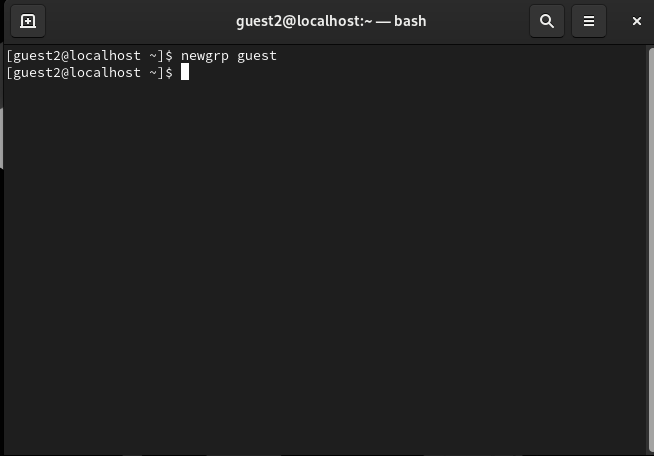 guest2@localhost:~ — bash
[guest2@localhost ~]$ newgrp guest
[guest2@localhost ~]$